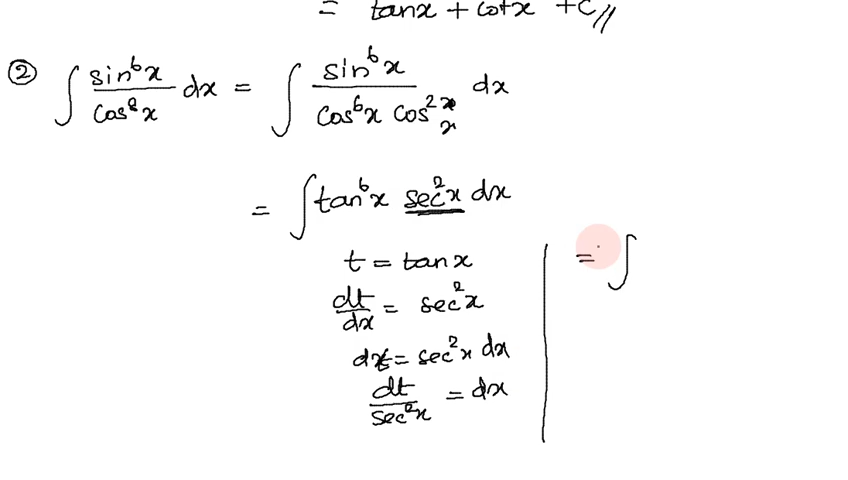 = tanx + cotx + C//
② ∫ sin⁶x/cos⁸x dx = ∫ sin⁶x/(cos⁶x cos²x) dx
= ∫ tan⁶x sec²x dx
t = tanx
dt/dx = sec²x
dt = sec²x dx
dt/sec²x = dx
= ∫